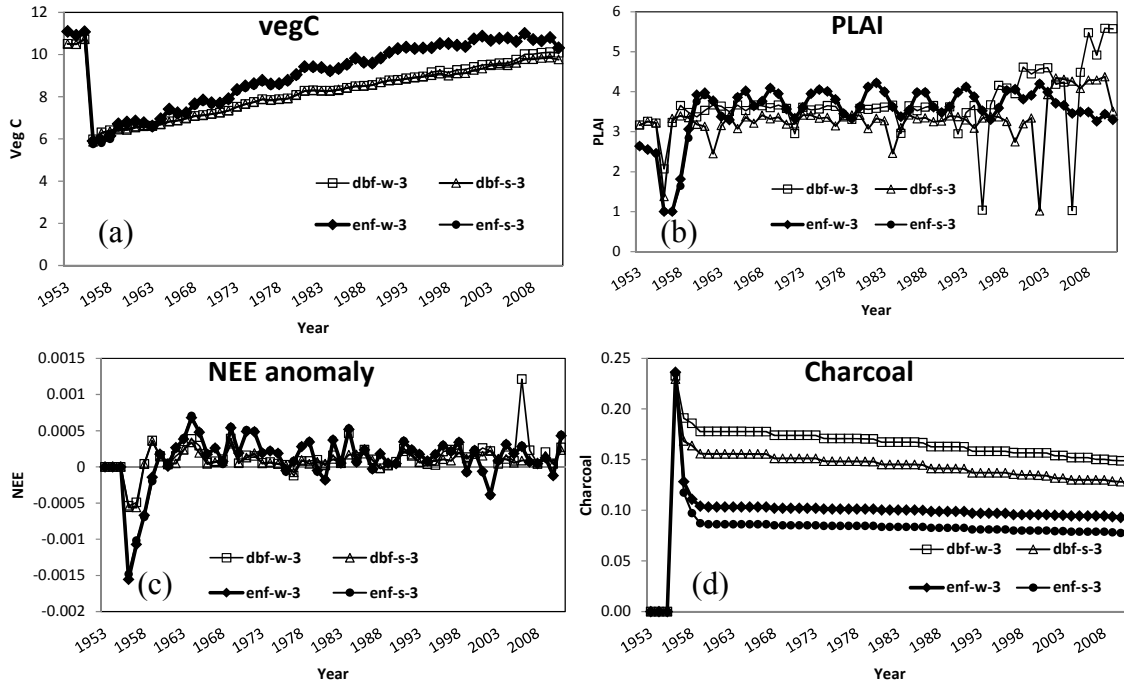 vegC
12
10
8
6
4
2
0
Veg C
dbf-w-3 dbf-s-3
enf-w-3 enf-s-3
(a)
1953 1958 1963 1968 1973 1978 1983 1988 1993 1998 2003 2008
Year
PLAI
6
5
4
3
2
1
0
PLAI
dbf-w-3 dbf-s-3
enf-w-3 enf-s-3
(b)
1953 1958 1963 1968 1973 1978 1983 1988 1993 1998 2003 2008
Year
NEE anomaly
0.0015
0.001
0.0005
0
-0.0005
-0.001
-0.0015
-0.002
NEE
dbf-w-3 dbf-s-3
enf-w-3 enf-s-3
(c)
1953 1958 1963 1968 1973 1978 1983 1988 1993 1998 2003 2008
Year
Charcoal
0.25
0.20
0.15
0.10
0.05
0.00
Charcoal
(d)
dbf-w-3 dbf-s-3
enf-w-3 enf-s-3
1953 1958 1963 1968 1973 1978 1983 1988 1993 1998 2003 2008
Year